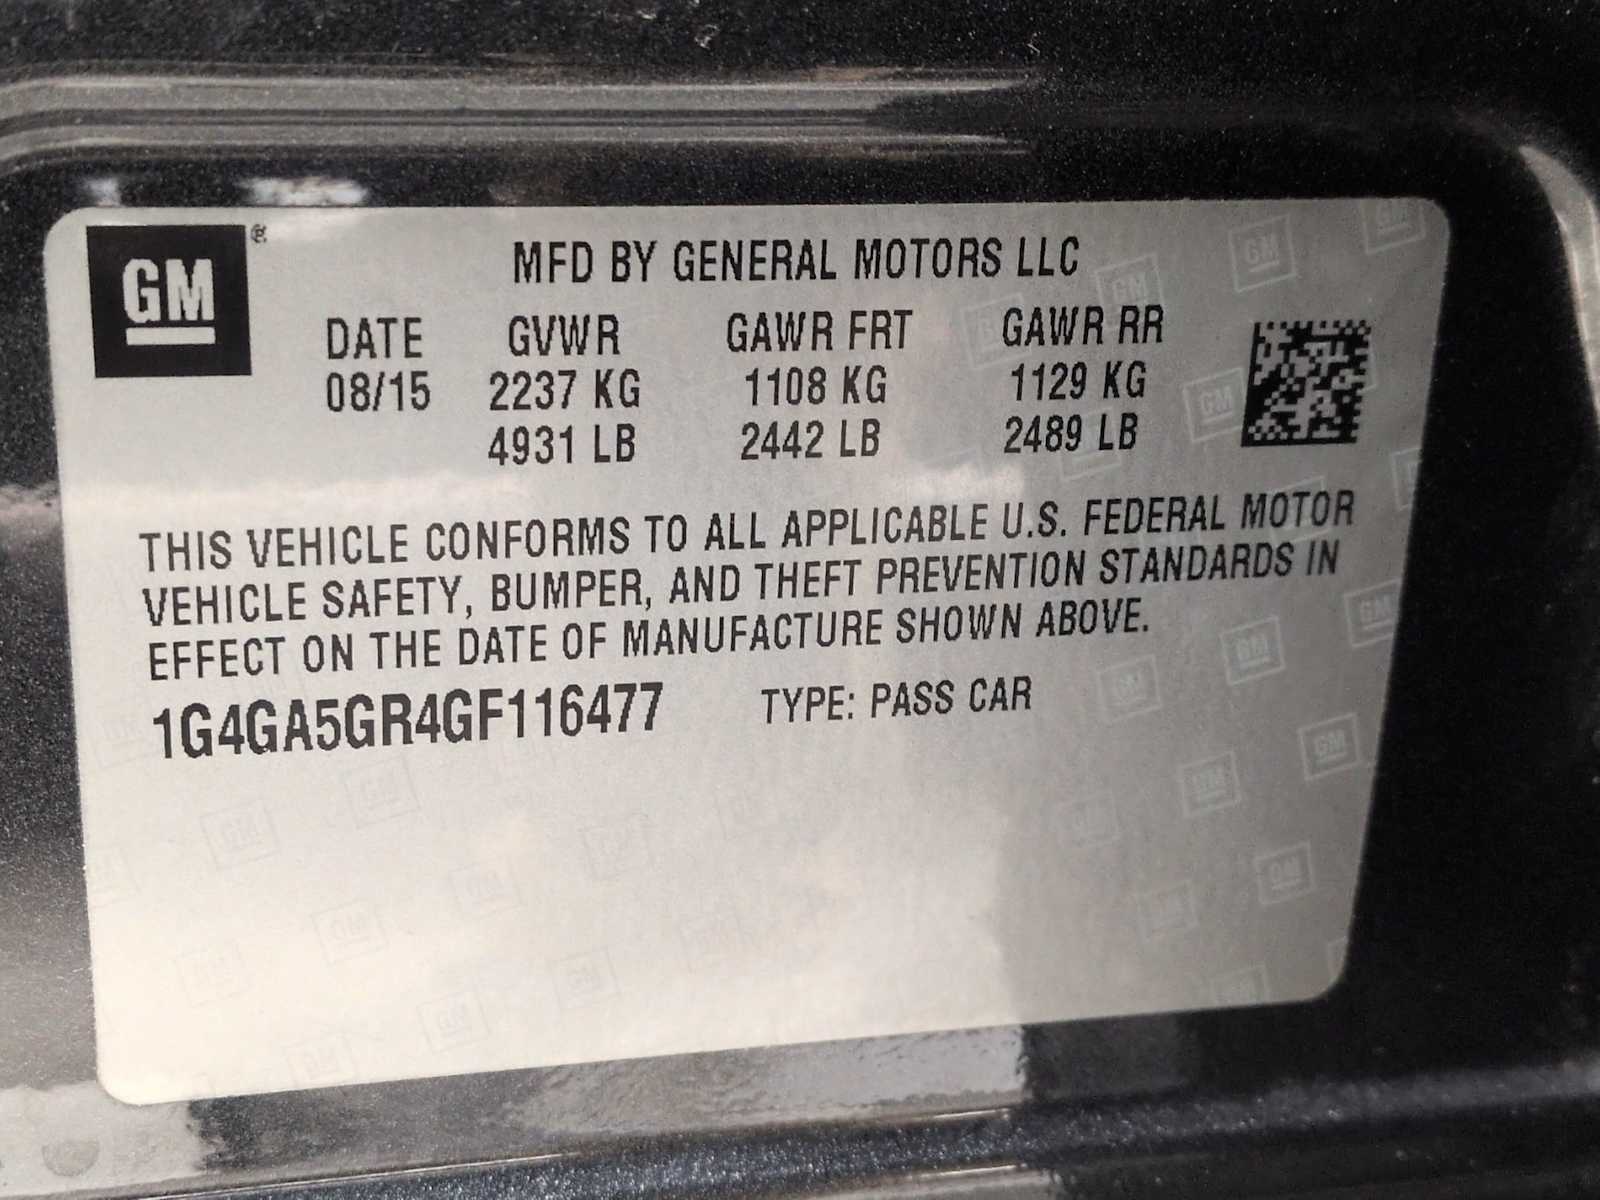 GM ®
MFD BY GENERAL MOTORS LLC
DATE GVWR GAWR FRT GAWR RR
08/15 2237 KG 1108 KG 1129 KG
4931 LB 2442 LB 2489 LB
THIS VEHICLE CONFORMS TO ALL APPLICABLE U.S. FEDERAL MOTOR
VEHICLE SAFETY, BUMPER, AND THEFT PREVENTION STANDARDS IN
EFFECT ON THE DATE OF MANUFACTURE SHOWN ABOVE.
1G4GA5GR4GF116477 TYPE: PASS CAR